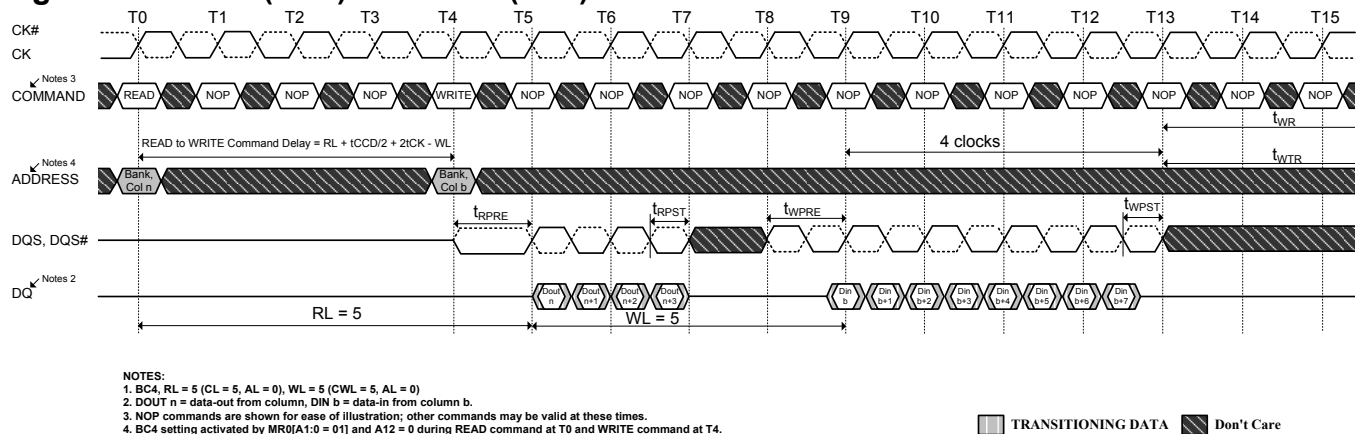 T0 T1 T2 T3 T4 T5 T6 T7 T8 T9 T10 T11 T12 T13 T14 T15
CK#
CK
Notes 3
COMMAND READ NOP NOP NOP WRITE NOP NOP NOP NOP NOP NOP NOP NOP NOP NOP NOP
tWR
READ to WRITE Command Delay = RL + tCCD/2 + 2tCK - WL
4 clocks
tWTR
Notes 4
ADDRESS Bank, Col n Bank, Col b
tRPRE tRPST tWPRE tWPST
DQS, DQS#
Notes 2
DQ Dout n Dout n+1 Dout n+2 Dout n+3 Din b Din b+1 Din b+2 Din b+3 Din b+4 Din b+5 Din b+6 Din b+7
RL = 5 WL = 5
NOTES:
1. BC4, RL = 5 (CL = 5, AL = 0), WL = 5 (CWL = 5, AL = 0)
2. DOUT n = data-out from column, DIN b = data-in from column b.
3. NOP commands are shown for ease of illustration; other commands may be valid at these times.
4. BC4 setting activated by MR0[A1:0 = 01] and A12 = 0 during READ command at T0 and WRITE command at T4.
TRANSITIONING DATA Don't Care